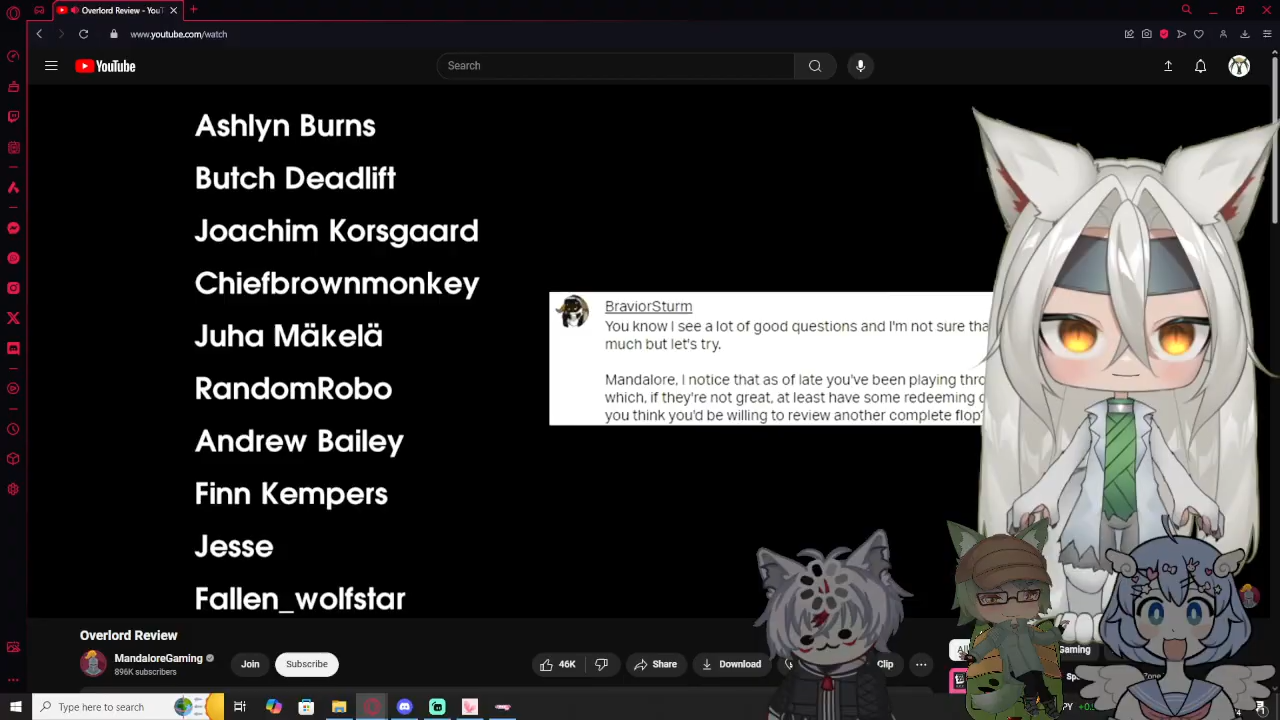 Overlord Review - YouT
www.youtube.com/watch
YouTube
Search
Ashlyn Burns
Butch Deadlift
Joachim Korsgaard
Chiefbrownmonkey
Juha Mäkelä
RandomRobo
Andrew Bailey
Finn Kempers
Jesse
Fallen_wolfstar
BraviorSturm
You know I see a lot of good questions and I'm not sure tha
much but let's try.
Mandalore, I notice that as of late you've been playing thro
which, if they're not great, at least have some redeeming
you think you'd be willing to review another complete flop
Overlord Review
MandaloreGaming
896K subscribers
Join
Subscribe
46K
Share
Download
Clip
Gaming
Type here to search